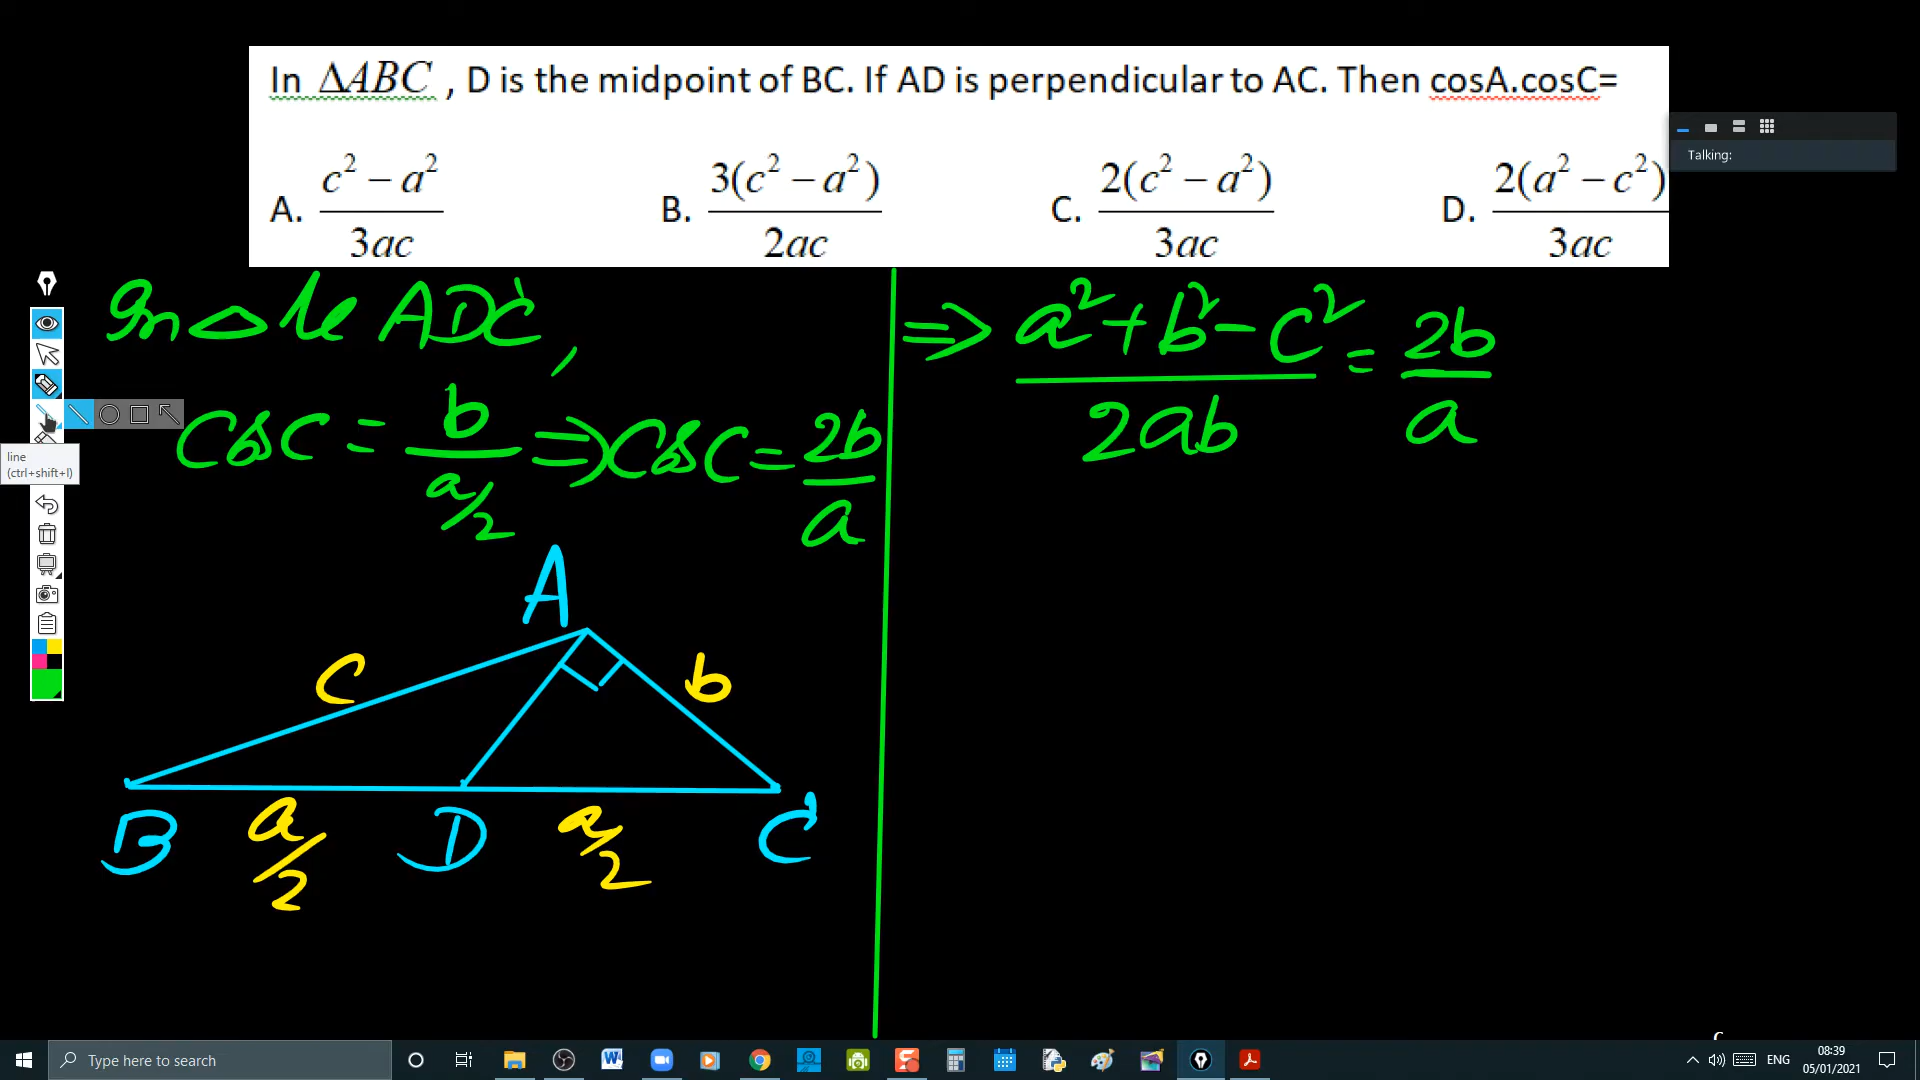 In ΔABC , D is the midpoint of BC. If AD is perpendicular to AC. Then cosA.cosC=
A. (c² − a²)/3ac B. 3(c² − a²)/2ac C. 2(c² − a²)/3ac D. 2(a² − c²)/3ac
Talking:
In Δle ADC,
CosC = b/(a/2) ⇒ CosC = 2b/a
⇒ (a² + b² − c²)/2ab = 2b/a
line
(ctrl+shift+l)
A
c
b
B
a/2
D
a/2
C
Type here to search
ENG
08:39
05/01/2021